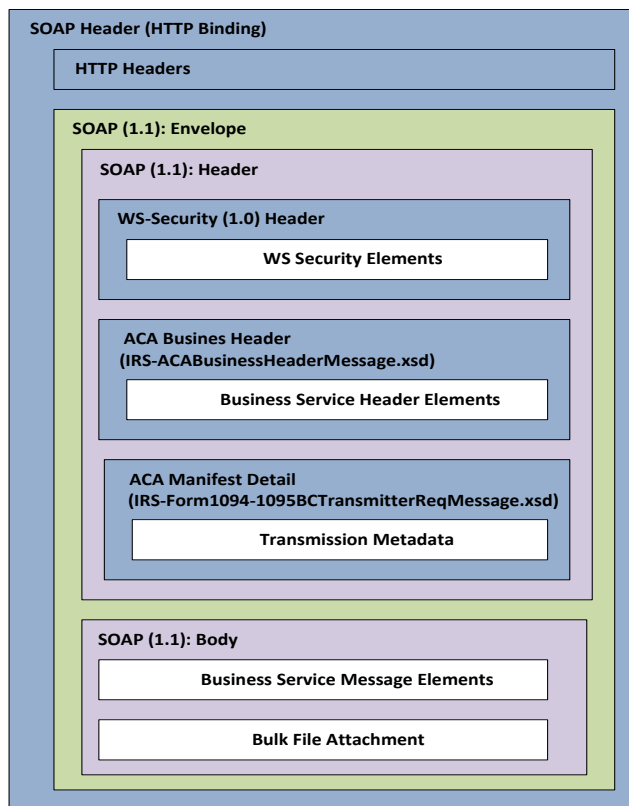 SOAP Header (HTTP Binding)
HTTP Headers
SOAP (1.1): Envelope
SOAP (1.1): Header
WS-Security (1.0) Header
WS Security Elements
ACA Busines Header
(IRS-ACABusinessHeaderMessage.xsd)
Business Service Header Elements
ACA Manifest Detail
(IRS-Form1094-1095BCTransmitterReqMessage.xsd)
Transmission Metadata
SOAP (1.1): Body
Business Service Message Elements
Bulk File Attachment